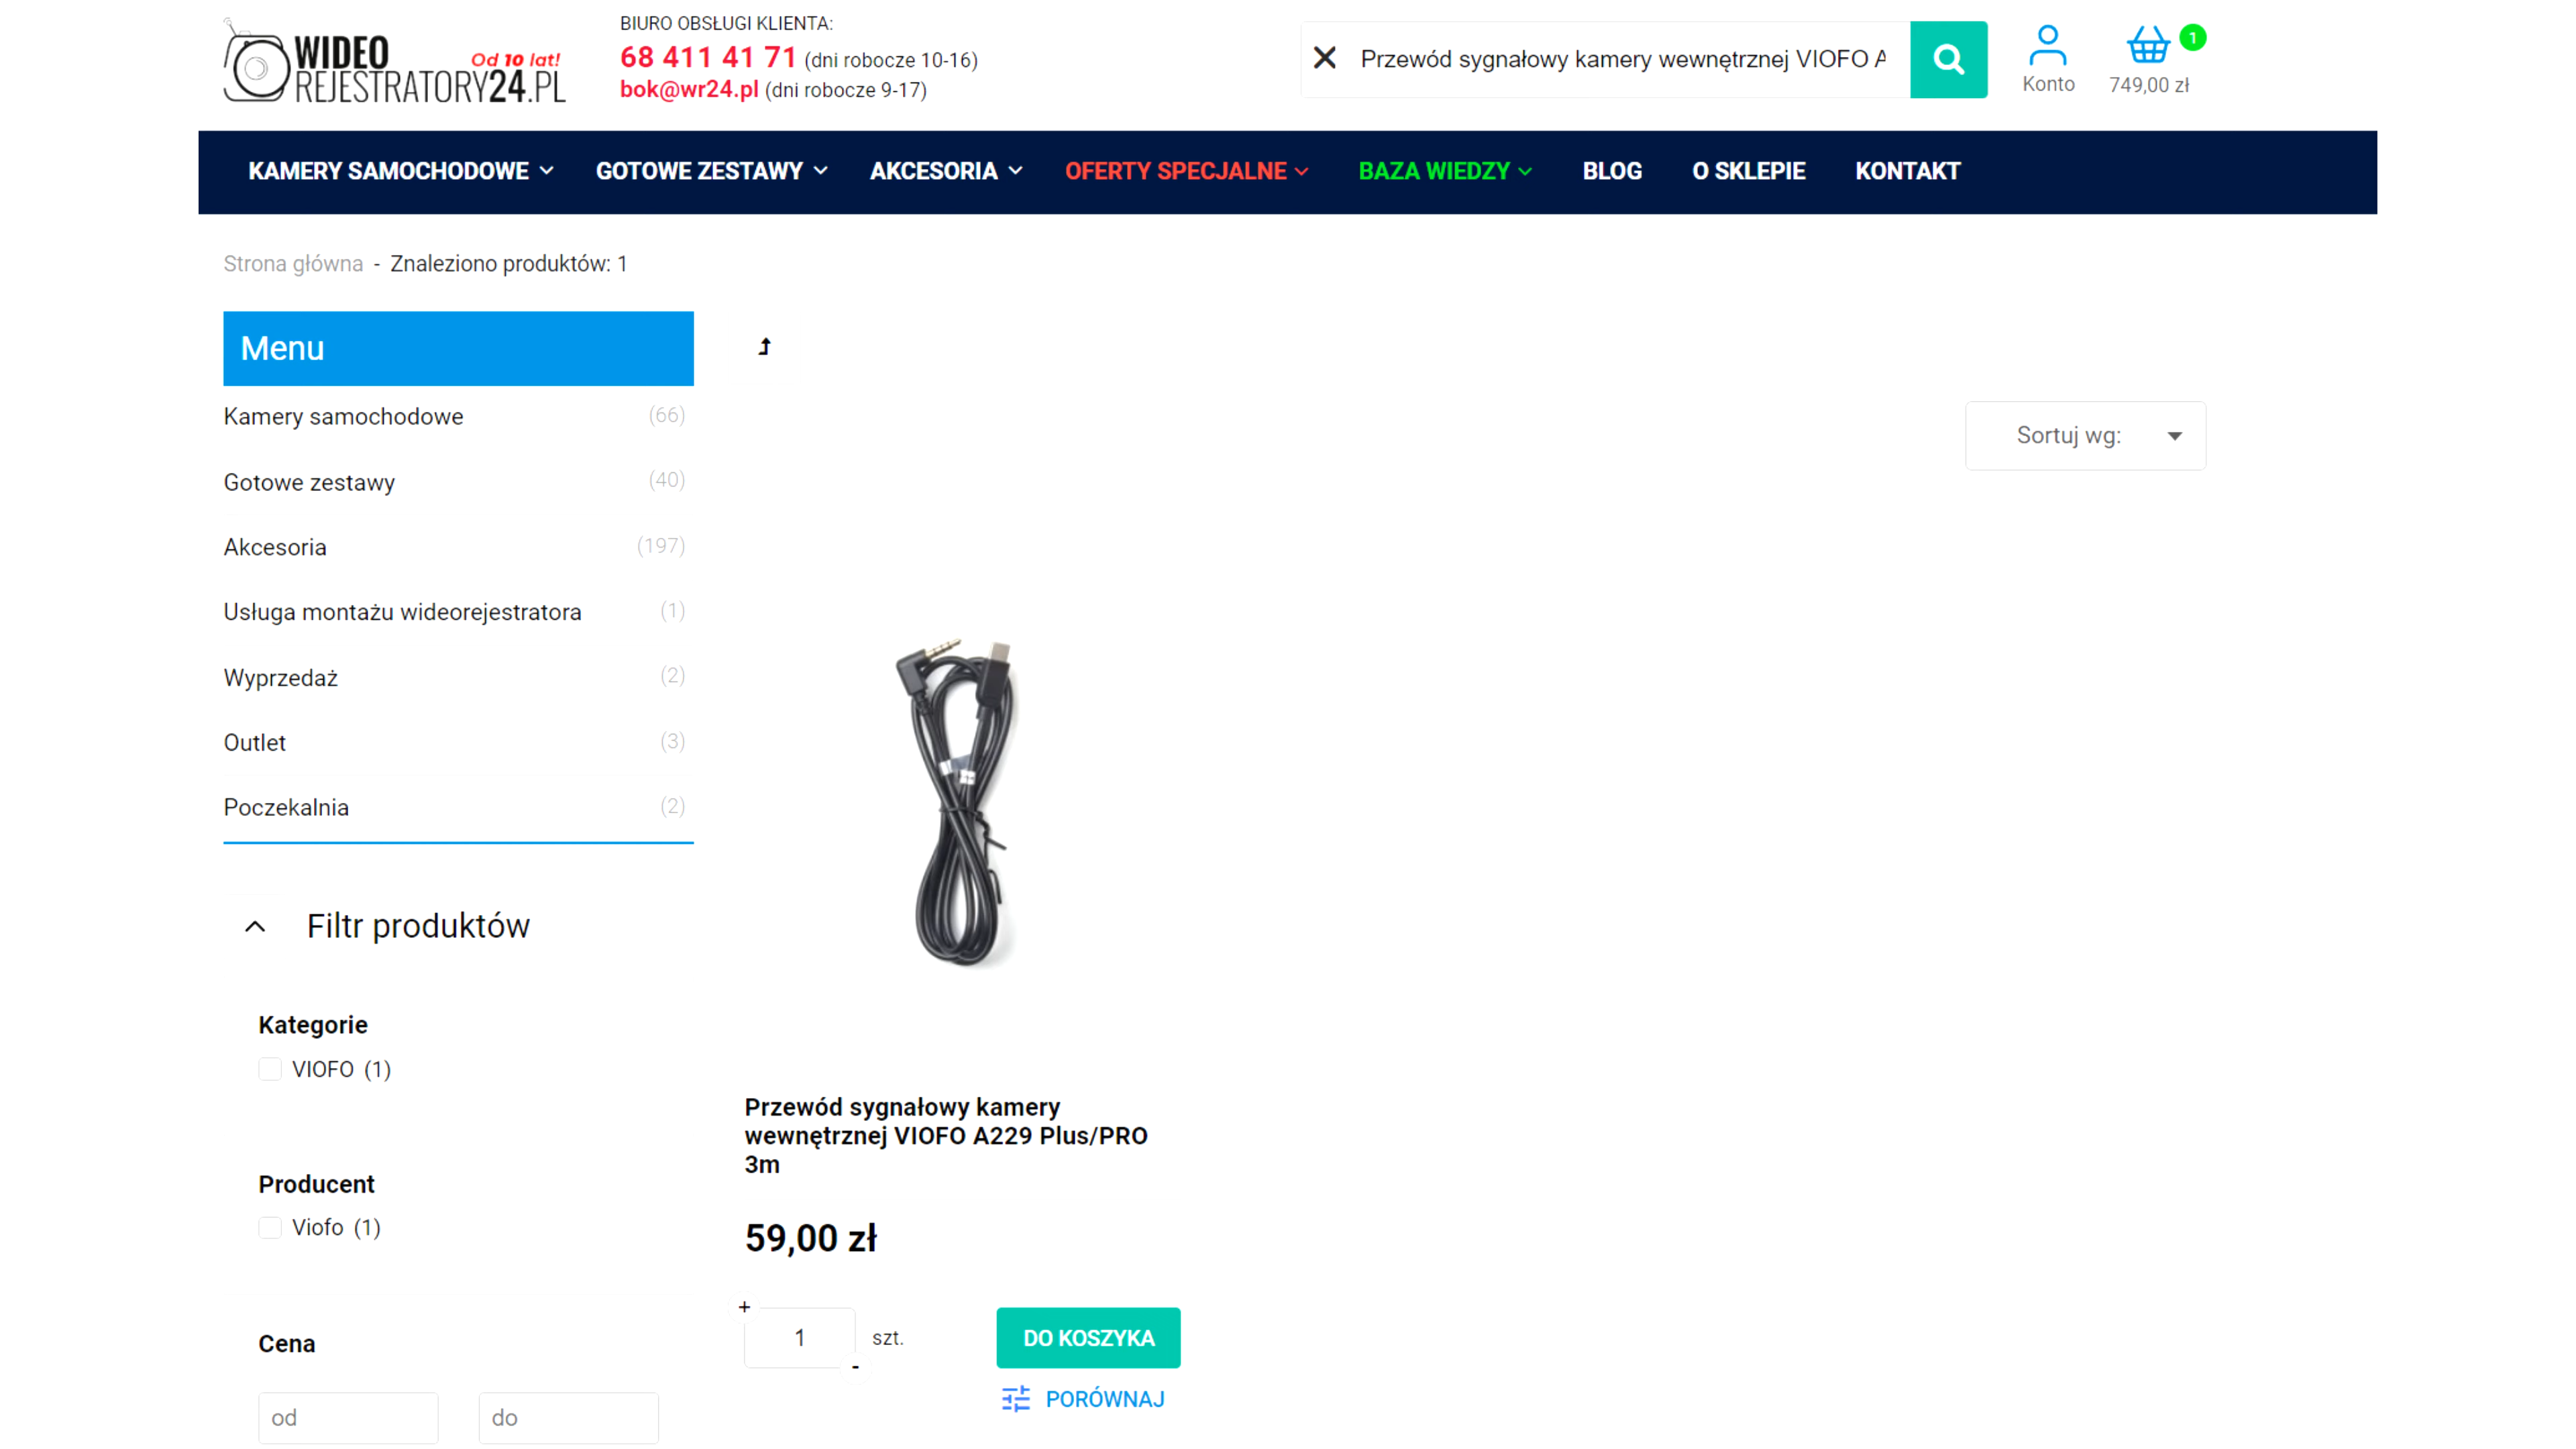 WIDEO
Od 10 lat!
REJESTRATORY24.PL
BIURO OBSŁUGI KLIENTA:
68 411 41 71 (dni robocze 10-16)
bok@wr24.pl (dni robocze 9-17)
Przewód sygnałowy kamery wewnętrznej VIOFO A
Konto
1
749,00 zł
KAMERY SAMOCHODOWE GOTOWE ZESTAWY AKCESORIA OFERTY SPECJALNE BAZA WIEDZY BLOG O SKLEPIE KONTAKT
Strona główna - Znaleziono produktów: 1
Menu
Kamery samochodowe (66)
Gotowe zestawy (40)
Akcesoria (197)
Usługa montażu wideorejestratora (1)
Wyprzedaż (2)
Outlet (3)
Poczekalnia (2)
Filtr produktów
Kategorie
VIOFO (1)
Producent
Viofo (1)
Cena
od do
Sortuj wg:
Przewód sygnałowy kamery
wewnętrznej VIOFO A229 Plus/PRO
3m
59,00 zł
+
1 szt.
-
DO KOSZYKA
PORÓWNAJ